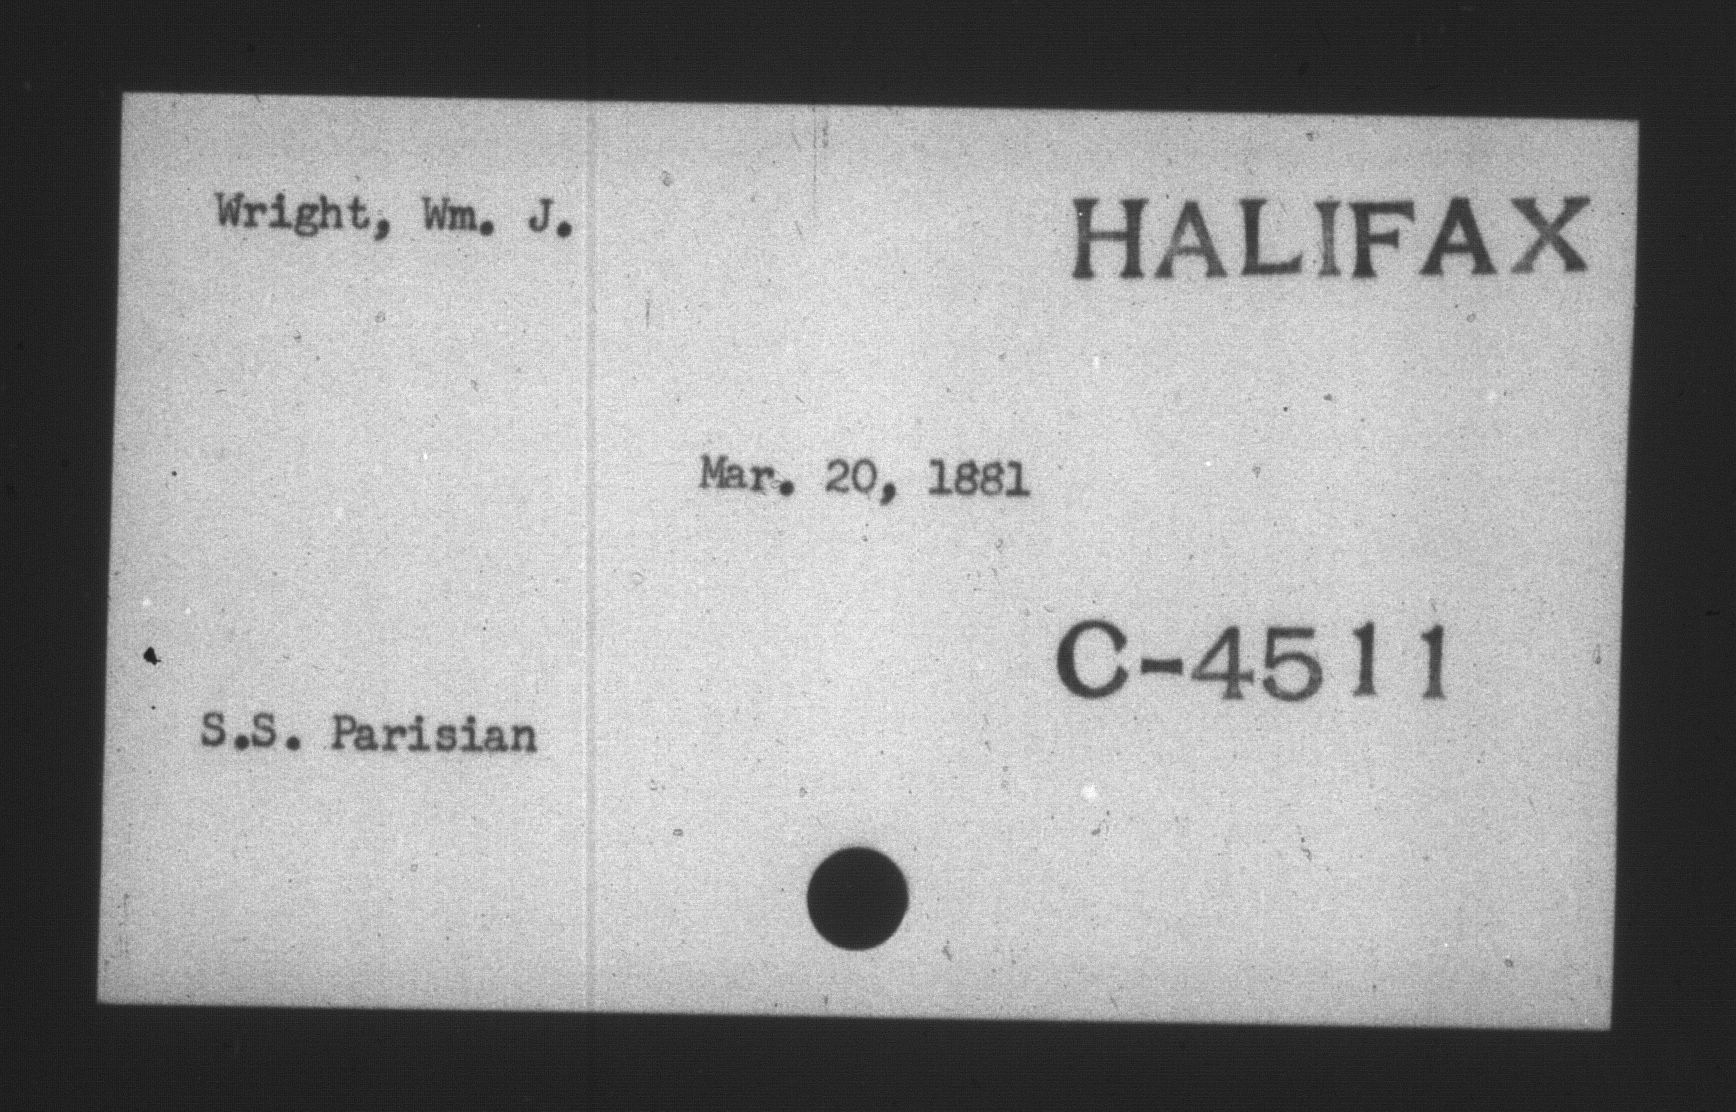 Wright, Wm. J.
HALIFAX
Mar. 20, 1881
C-4511
S.S. Parisian